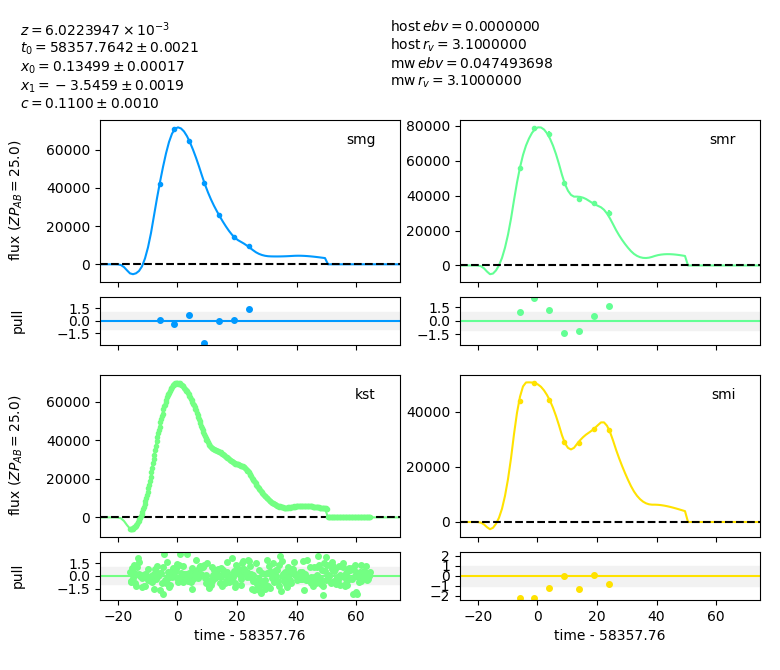 z = 6.0223947 × 10⁻³
t₀ = 58357.7642 ± 0.0021
x₀ = 0.13499 ± 0.00017
x₁ = −3.5459 ± 0.0019
c = 0.1100 ± 0.0010
host ebv = 0.0000000
host r_v = 3.1000000
mw ebv = 0.047493698
mw r_v = 3.1000000
smg
60000
40000
20000
0
flux (ZP_AB = 25.0)
smr
80000
60000
40000
20000
0
1.5
0.0
−1.5
pull
1.5
0.0
−1.5
kst
60000
40000
20000
0
flux (ZP_AB = 25.0)
smi
40000
20000
0
1.5
0.0
−1.5
pull
−20 0 20 40 60
time - 58357.76
2
1
0
−1
−2
−20 0 20 40 60
time - 58357.76